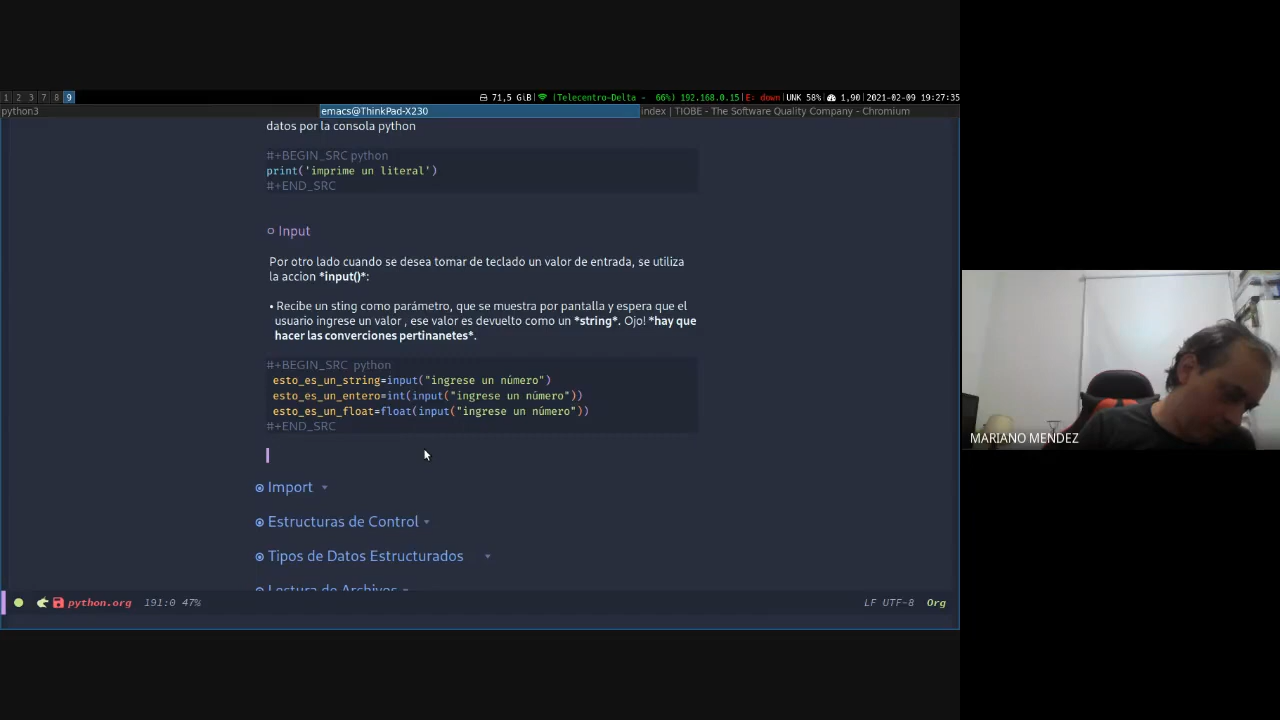 1 2 3 7 8 9
71,5 GiB| (Telecentro-Delta - 66%) 192.168.0.15|E: down|UNK 58%| 1,90|2021-02-09 19:27:35
python3
emacs@ThinkPad-X230
index | TIOBE - The Software Quality Company - Chromium
datos por la consola python
#+BEGIN_SRC python
print('imprime un literal')
#+END_SRC
Input
Por otro lado cuando se desea tomar de teclado un valor de entrada, se utiliza
la accion *input()*:
• Recibe un sting como parámetro, que se muestra por pantalla y espera que el
usuario ingrese un valor , ese valor es devuelto como un *string*. Ojo! *hay que
hacer las converciones pertinanetes*.
#+BEGIN_SRC  python
esto_es_un_string=input("ingrese un número")
esto_es_un_entero=int(input("ingrese un número"))
esto_es_un_float=float(input("ingrese un número"))
#+END_SRC
Import
Estructuras de Control
Tipos de Datos Estructurados
Lectura de Archivos
python.org 191:0 47%
LF UTF-8 Org
MARIANO MENDEZ